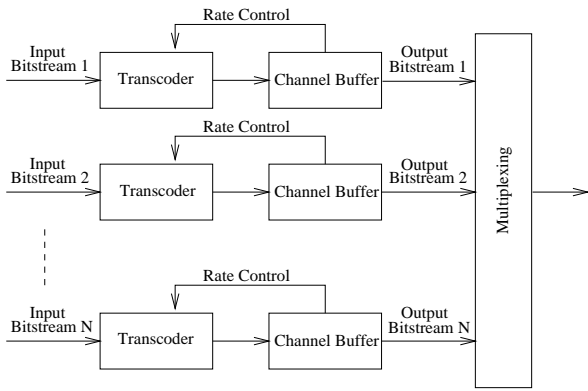 Rate Control
Input
Bitstream 1
Transcoder
Channel Buffer
Output
Bitstream 1
Rate Control
Input
Bitstream 2
Transcoder
Channel Buffer
Output
Bitstream 2
Multiplexing
Rate Control
Input
Bitstream N
Transcoder
Channel Buffer
Output
Bitstream N